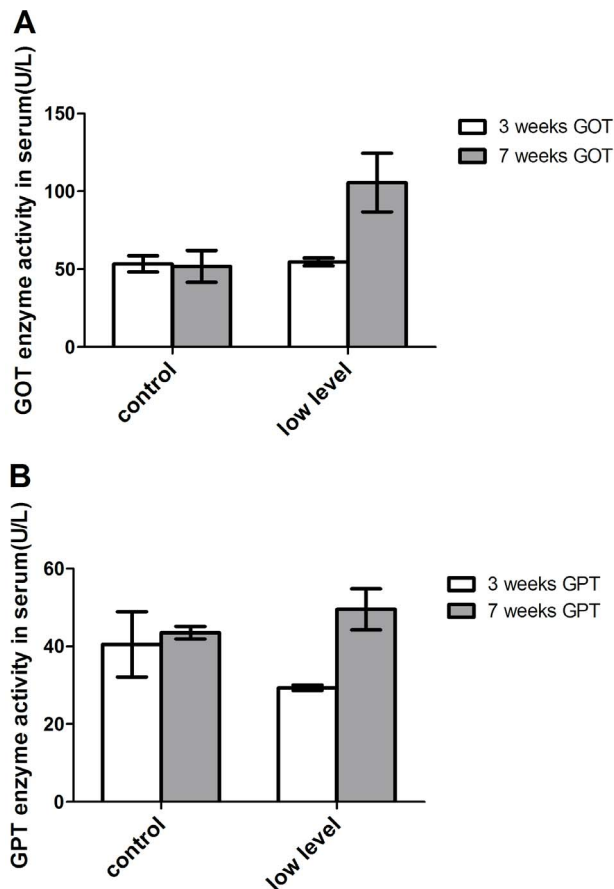 A
GOT enzyme activity in serum(U/L)
150
100
50
0
control
low level
3 weeks GOT
7 weeks GOT
B
GPT enzyme activity in serum(U/L)
60
40
20
0
control
low level
3 weeks GPT
7 weeks GPT